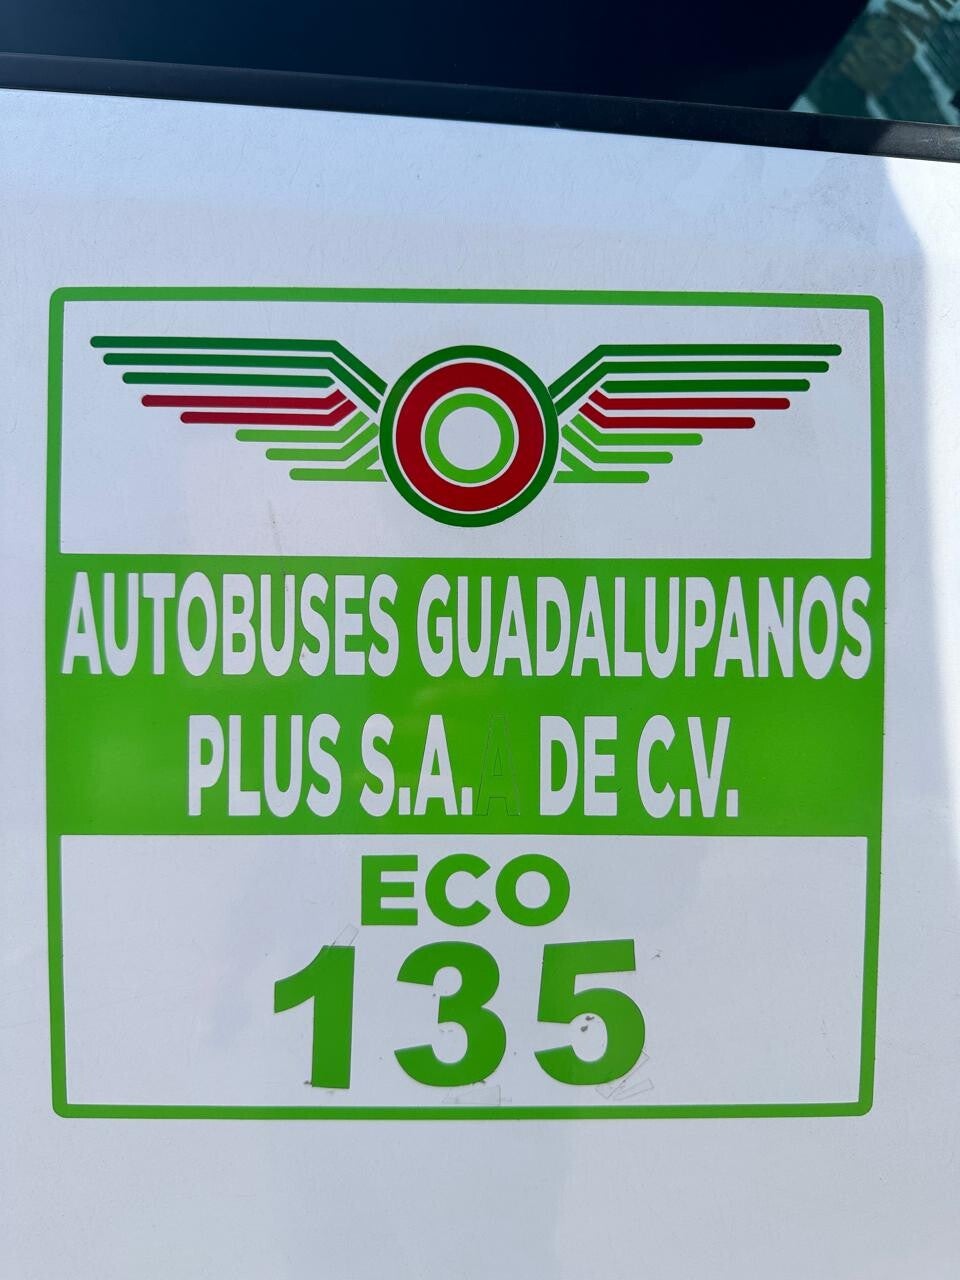 AUTOBUSES GUADALUPANOS
PLUS S.A. DE C.V.
ECO
135